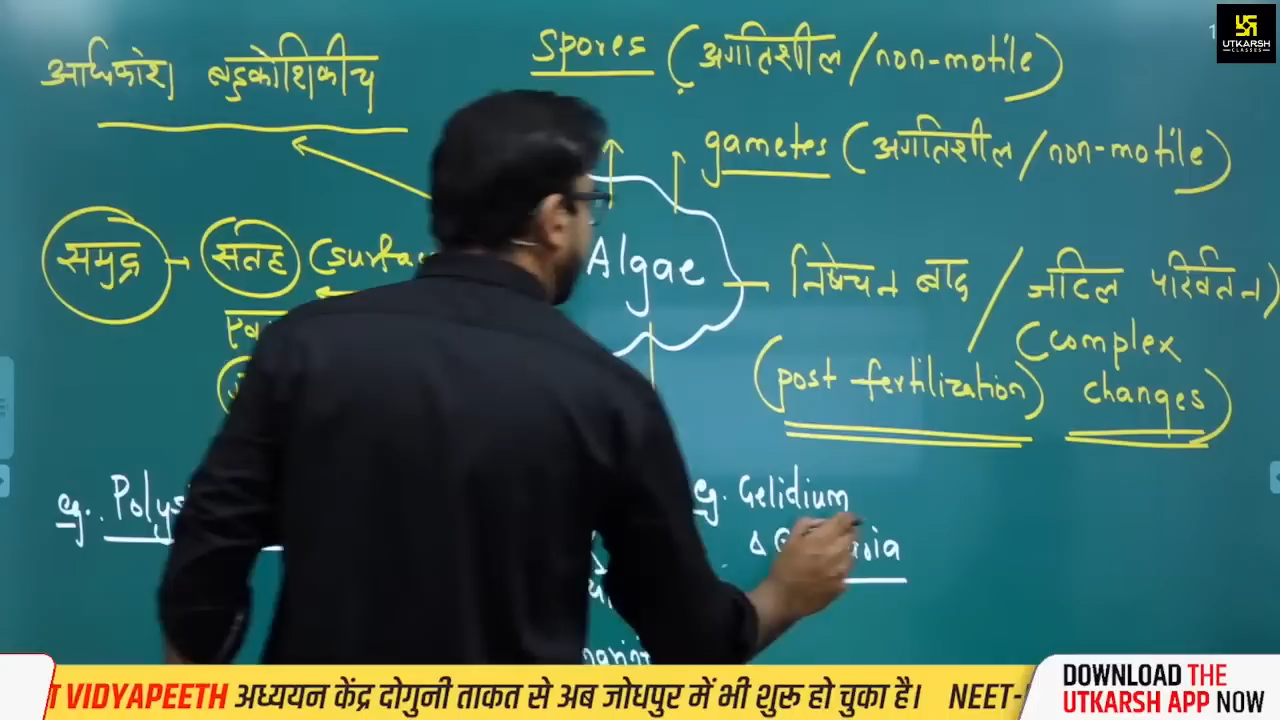 अधिकांश बहुकोशिकीय
Spores (अगतिशील/non-motile)
gametes (अगतिशील/non-motile)
समुद्र → सतह (surfa
Algae — निषेचन बाद / जटिल परिवर्तन)
(post fertilization) (complex changes)
eg. Polys
eg. Gelidium
UTKARSH
CLASSES
VIDYAPEETH अध्ययन केंद्र दोगुनी ताकत से अब जोधपुर में भी शुरू हो चुका है। NEET-
DOWNLOAD THE
UTKARSH APP NOW